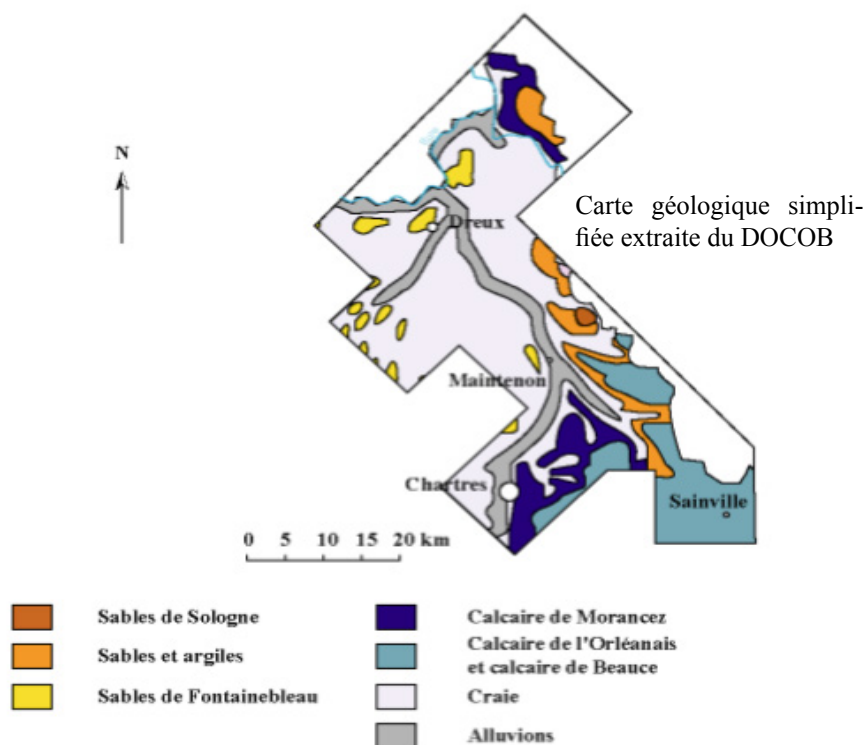 N
Carte géologique simpli-
fiée extraite du DOCOB
Dreux
Maintenon
Chartres
Sainville
0 5 10 15 20 km
Sables de Sologne
Sables et argiles
Sables de Fontainebleau
Calcaire de Morancez
Calcaire de l'Orléanais
et calcaire de Beauce
Craie
Alluvions